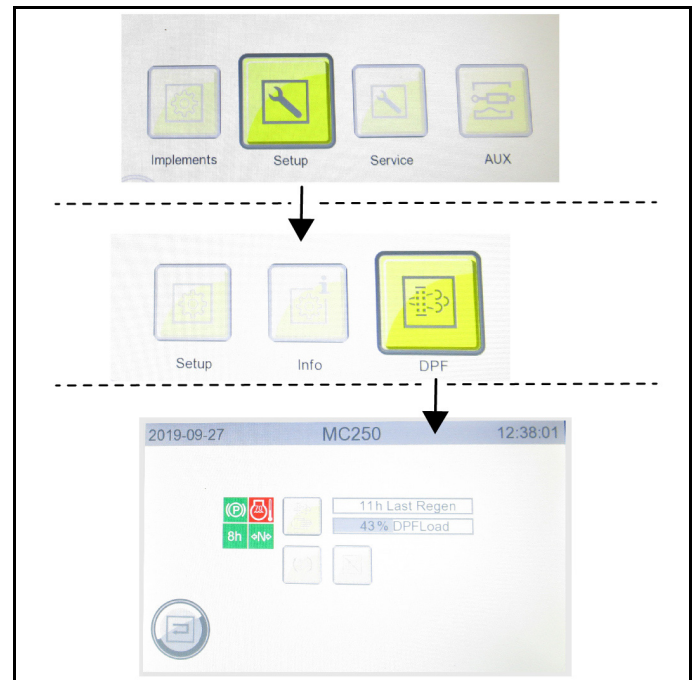 Implements Setup Service AUX
Setup Info DPF
2019-09-27 MC250 12:38:01
(P)
11h Last Regen
43% DPFLoad
8h N